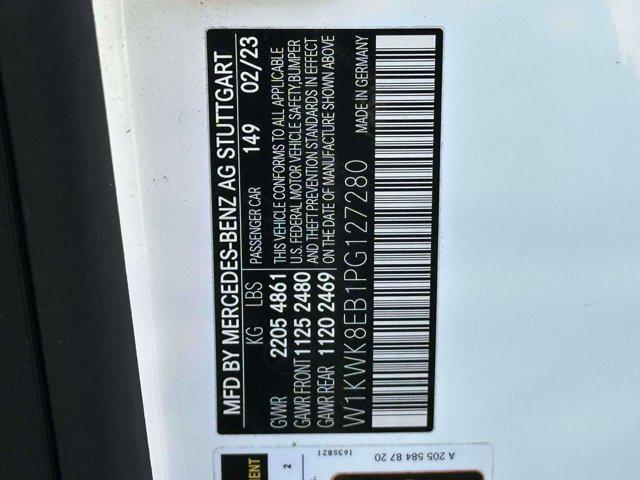 MFD BY MERCEDES-BENZ AG STUTTGART
KG LBS PASSENGER CAR 149 02/23
GVWR 2205 4861 THIS VEHICLE CONFORMS TO ALL APPLICABLE
U.S. FEDERAL MOTOR VEHICLE SAFETY,BUMPER
GAWR FRONT 1125 2480 AND THEFT PREVENTION STANDARDS IN EFFECT
GAWR REAR 1120 2469 ON THE DATE OF MANUFACTURE SHOWN ABOVE
W1KWK8EB1PG127280 MADE IN GERMANY
2
1635821
A 205 584 87 20